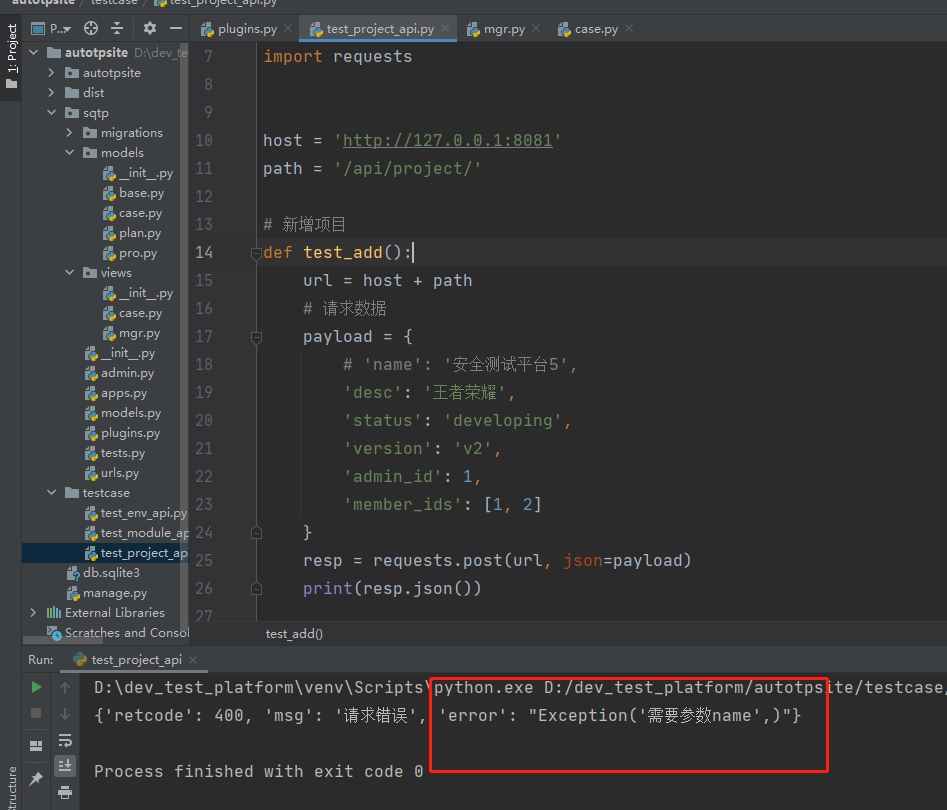 autotpsite
testcase
test_project_api.py
1: Project
P..
plugins.py
test_project_api.py
mgr.py
case.py
autotpsite D:\dev_te
autotpsite
dist
sqtp
migrations
models
__init__.py
base.py
case.py
plan.py
pro.py
views
__init__.py
case.py
mgr.py
__init__.py
admin.py
apps.py
models.py
plugins.py
tests.py
urls.py
testcase
test_env_api.py
test_module_ap
test_project_ap
db.sqlite3
manage.py
External Libraries
Scratches and Consol
7 import requests
8
9
10 host = 'http://127.0.0.1:8081'
11 path = '/api/project/'
12
13 # 新增项目
14 def test_add():
15 url = host + path
16 # 请求数据
17 payload = {
18 # 'name': '安全测试平台5',
19 'desc': '王者荣耀',
20 'status': 'developing',
21 'version': 'v2',
22 'admin_id': 1,
23 'member_ids': [1, 2]
24 }
25 resp = requests.post(url, json=payload)
26 print(resp.json())
27
test_add()
Run: test_project_api
D:\dev_test_platform\venv\Scripts\python.exe D:/dev_test_platform/autotpsite/testcase/
{'retcode': 400, 'msg': '请求错误', 'error': "Exception('需要参数name',)"}
Process finished with exit code 0
Structure